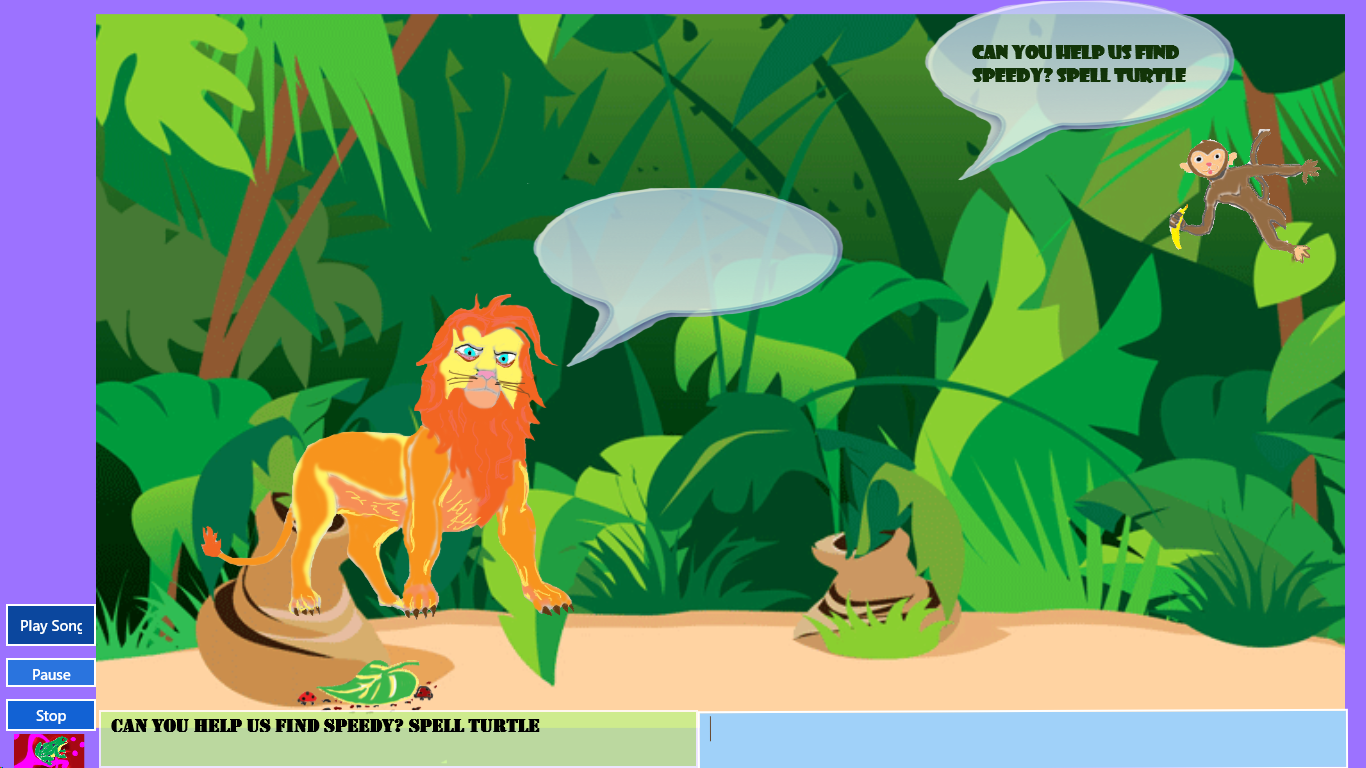 CAN YOU HELP US FIND
SPEEDY? SPELL TURTLE
Play Song
Pause
Stop
CAN YOU HELP US FIND SPEEDY? SPELL TURTLE